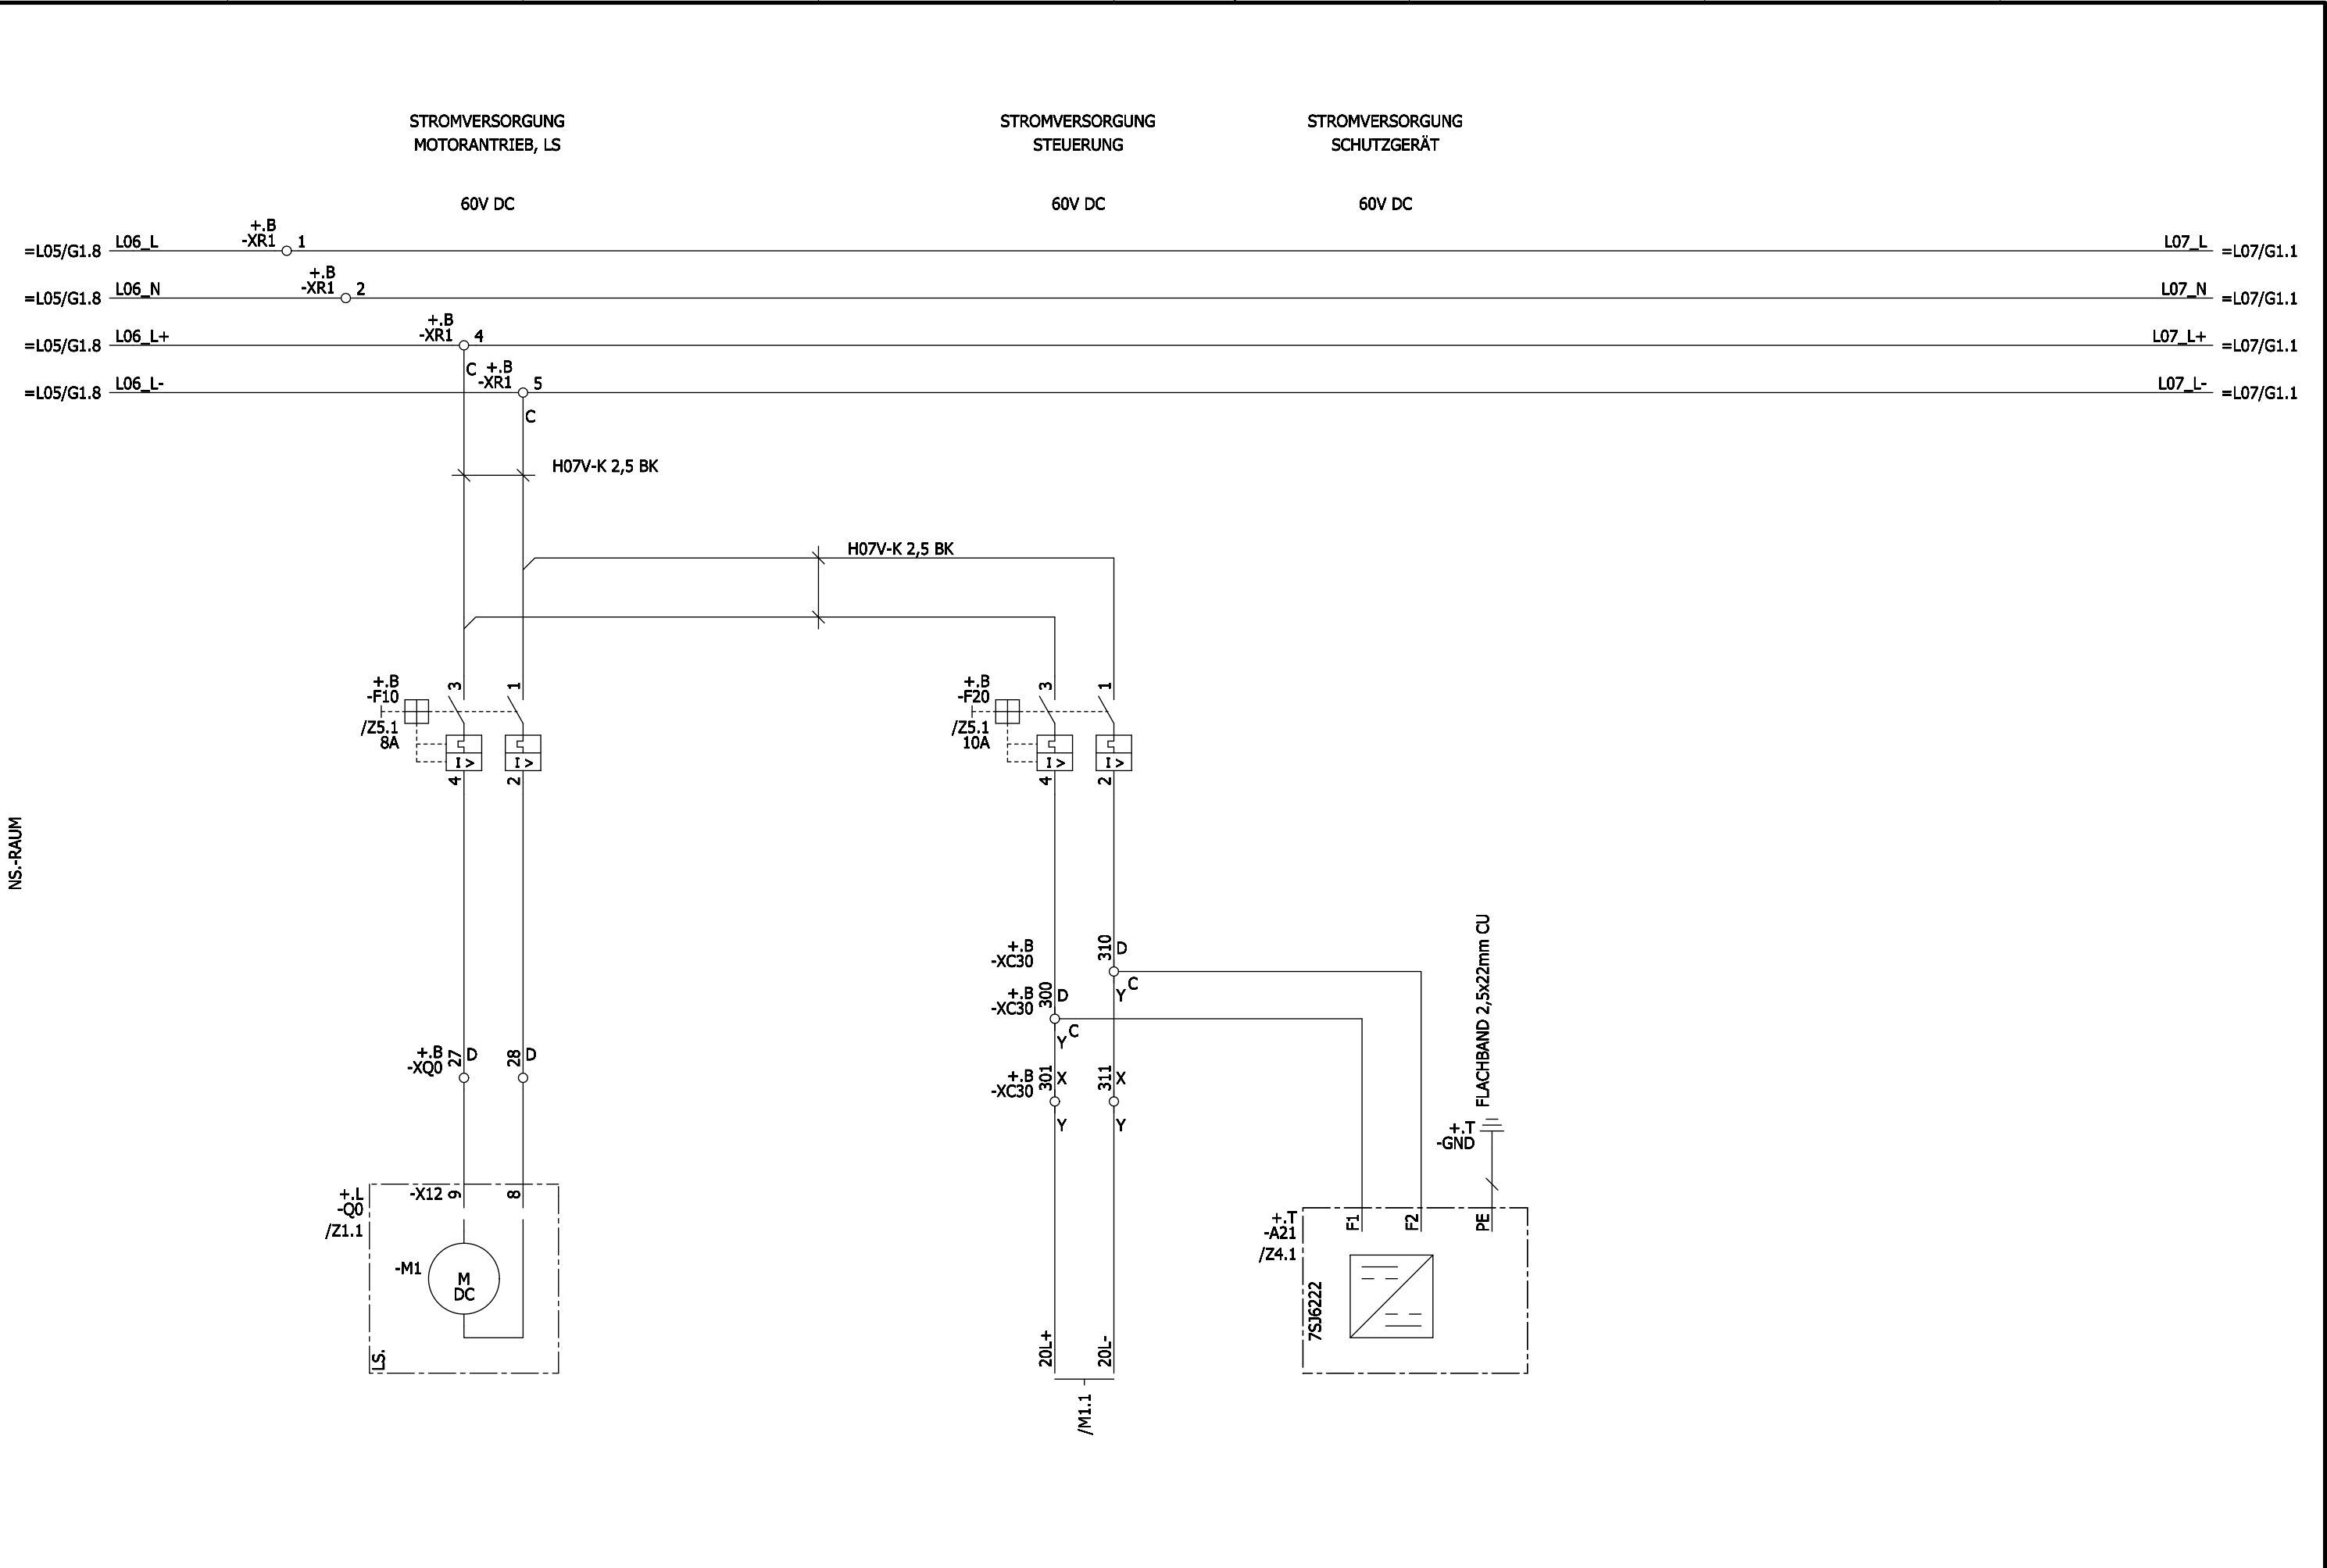 STROMVERSORGUNG
MOTORANTRIEB, LS
60V DC
STROMVERSORGUNG
STEUERUNG
60V DC
STROMVERSORGUNG
SCHUTZGERÄT
60V DC
=L05/G1.8
L06_L
+.B
-XR1
1
L07_L
=L07/G1.1
=L05/G1.8
L06_N
+.B
-XR1
2
L07_N
=L07/G1.1
=L05/G1.8
L06_L+
+.B
-XR1
4
C
L07_L+
=L07/G1.1
=L05/G1.8
L06_L-
+.B
-XR1
5
C
L07_L-
=L07/G1.1
H07V-K 2,5 BK
H07V-K 2,5 BK
+.B
-F10
/Z5.1
8A
3
1
I >
I >
4
2
+.B
-F20
/Z5.1
10A
3
1
I >
I >
4
2
NS.-RAUM
+.B
-XC30
310
D
C
Y
+.B
-XC30
300
D
C
Y
+.B
-XQ0
27
D
28
D
+.B
-XC30
301
X
311
X
Y
Y
FLACHBAND 2,5x22mm CU
+.T
-GND
+.L
-Q0
/Z1.1
-X12
9
8
-M1
M
DC
LS.
+.T
-A21
/Z4.1
F1
F2
PE
7SJ6222
20L+
20L-
/M1.1